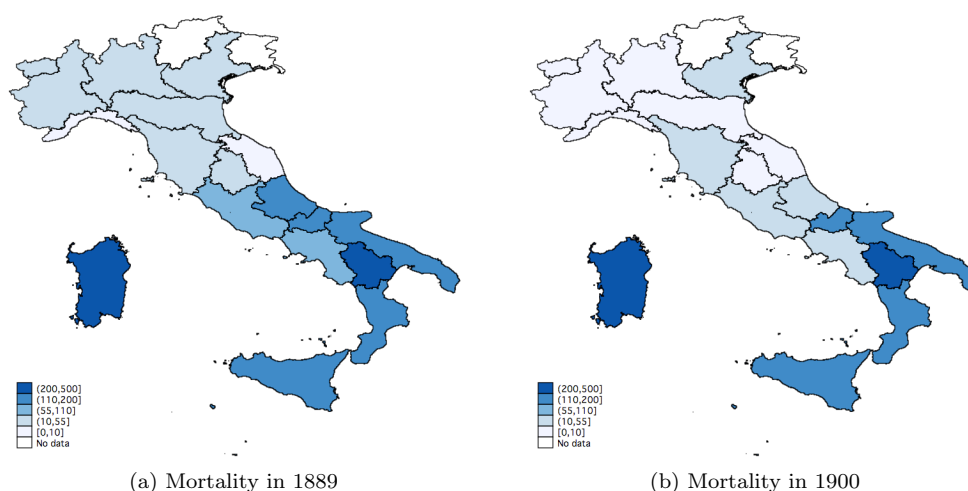 (200,500]
(110,200]
(55,110]
(10,55]
[0,10]
No data
(200,500]
(110,200]
(55,110]
(10,55]
[0,10]
No data
(a) Mortality in 1889
(b) Mortality in 1900